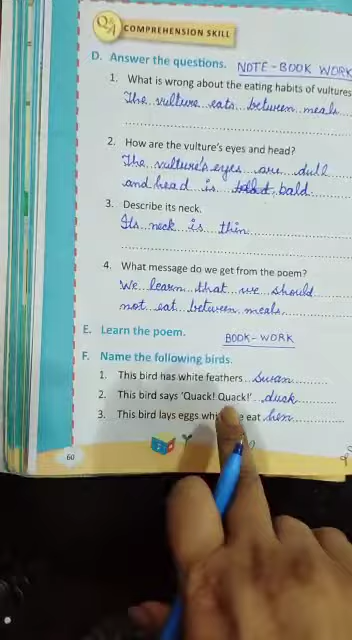 Q&A COMPREHENSION SKILL
D. Answer the questions. NOTE-BOOK WORK
1. What is wrong about the eating habits of vultures
The vulture eats between meals
2. How are the vulture's eyes and head?
The vulture's eyes are dull
and head is bald.
3. Describe its neck.
Its neck is thin
4. What message do we get from the poem?
We learn that we should
not eat between meals.
E. Learn the poem. BOOK-WORK
F. Name the following birds.
1. This bird has white feathers swan
2. This bird says 'Quack! Quack!' duck
3. This bird lays eggs eat hen
60